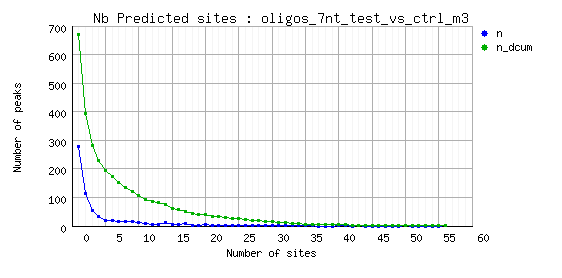 Nb Predicted sites : oligos_7nt_test_vs_ctrl_m3
n
n_dcum
700
600
500
400
300
200
100
0
Number of peaks
0 5 10 15 20 25 30 35 40 45 50 55 60
Number of sites